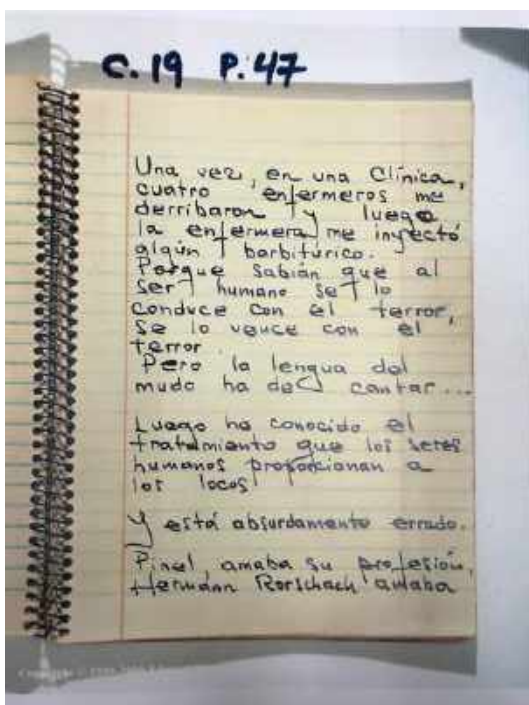 C.19 P.47
Una vez, en una Clínica,
cuatro enfermeros me
derribaron y luego
la enfermera me inyectó
algún barbitúrico.
Porque sabían que al
ser humano se lo
conduce con el terror,
se lo vence con el
terror.
Pero la lengua del
mudo ha de cantar...
Luego he conocido el
tratamiento que los seres
humanos proporcionan a
los locos
y está absurdamente errado.
Pinel, amaba su profesión,
Hermann Rorschach amaba
Copyright ©